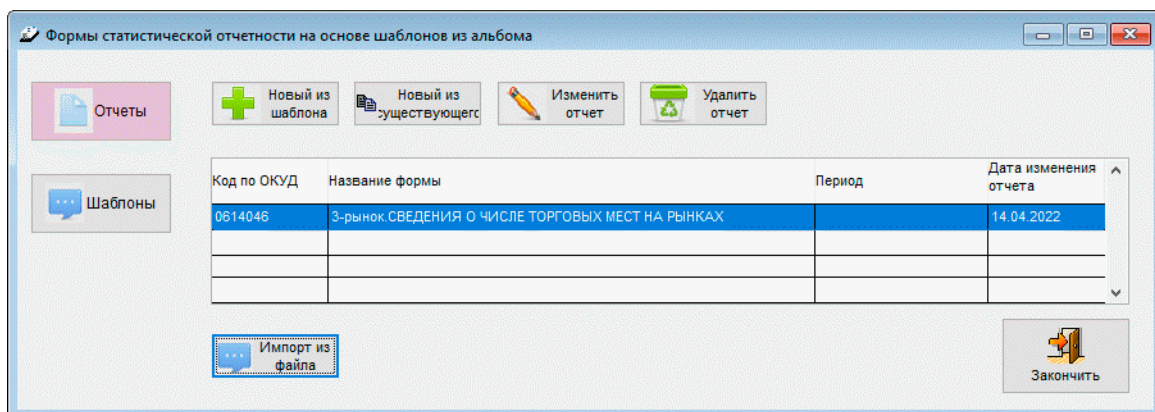 Формы статистической отчетности на основе шаблонов из альбома
Отчеты
Новый из
шаблона
Новый из
существующего
Изменить
отчет
Удалить
отчет
Шаблоны
Код по ОКУД Название формы Период Дата изменения
отчета
0614046 3-рынок.СВЕДЕНИЯ О ЧИСЛЕ ТОРГОВЫХ МЕСТ НА РЫНКАХ 14.04.2022
Импорт из
файла
Закончить